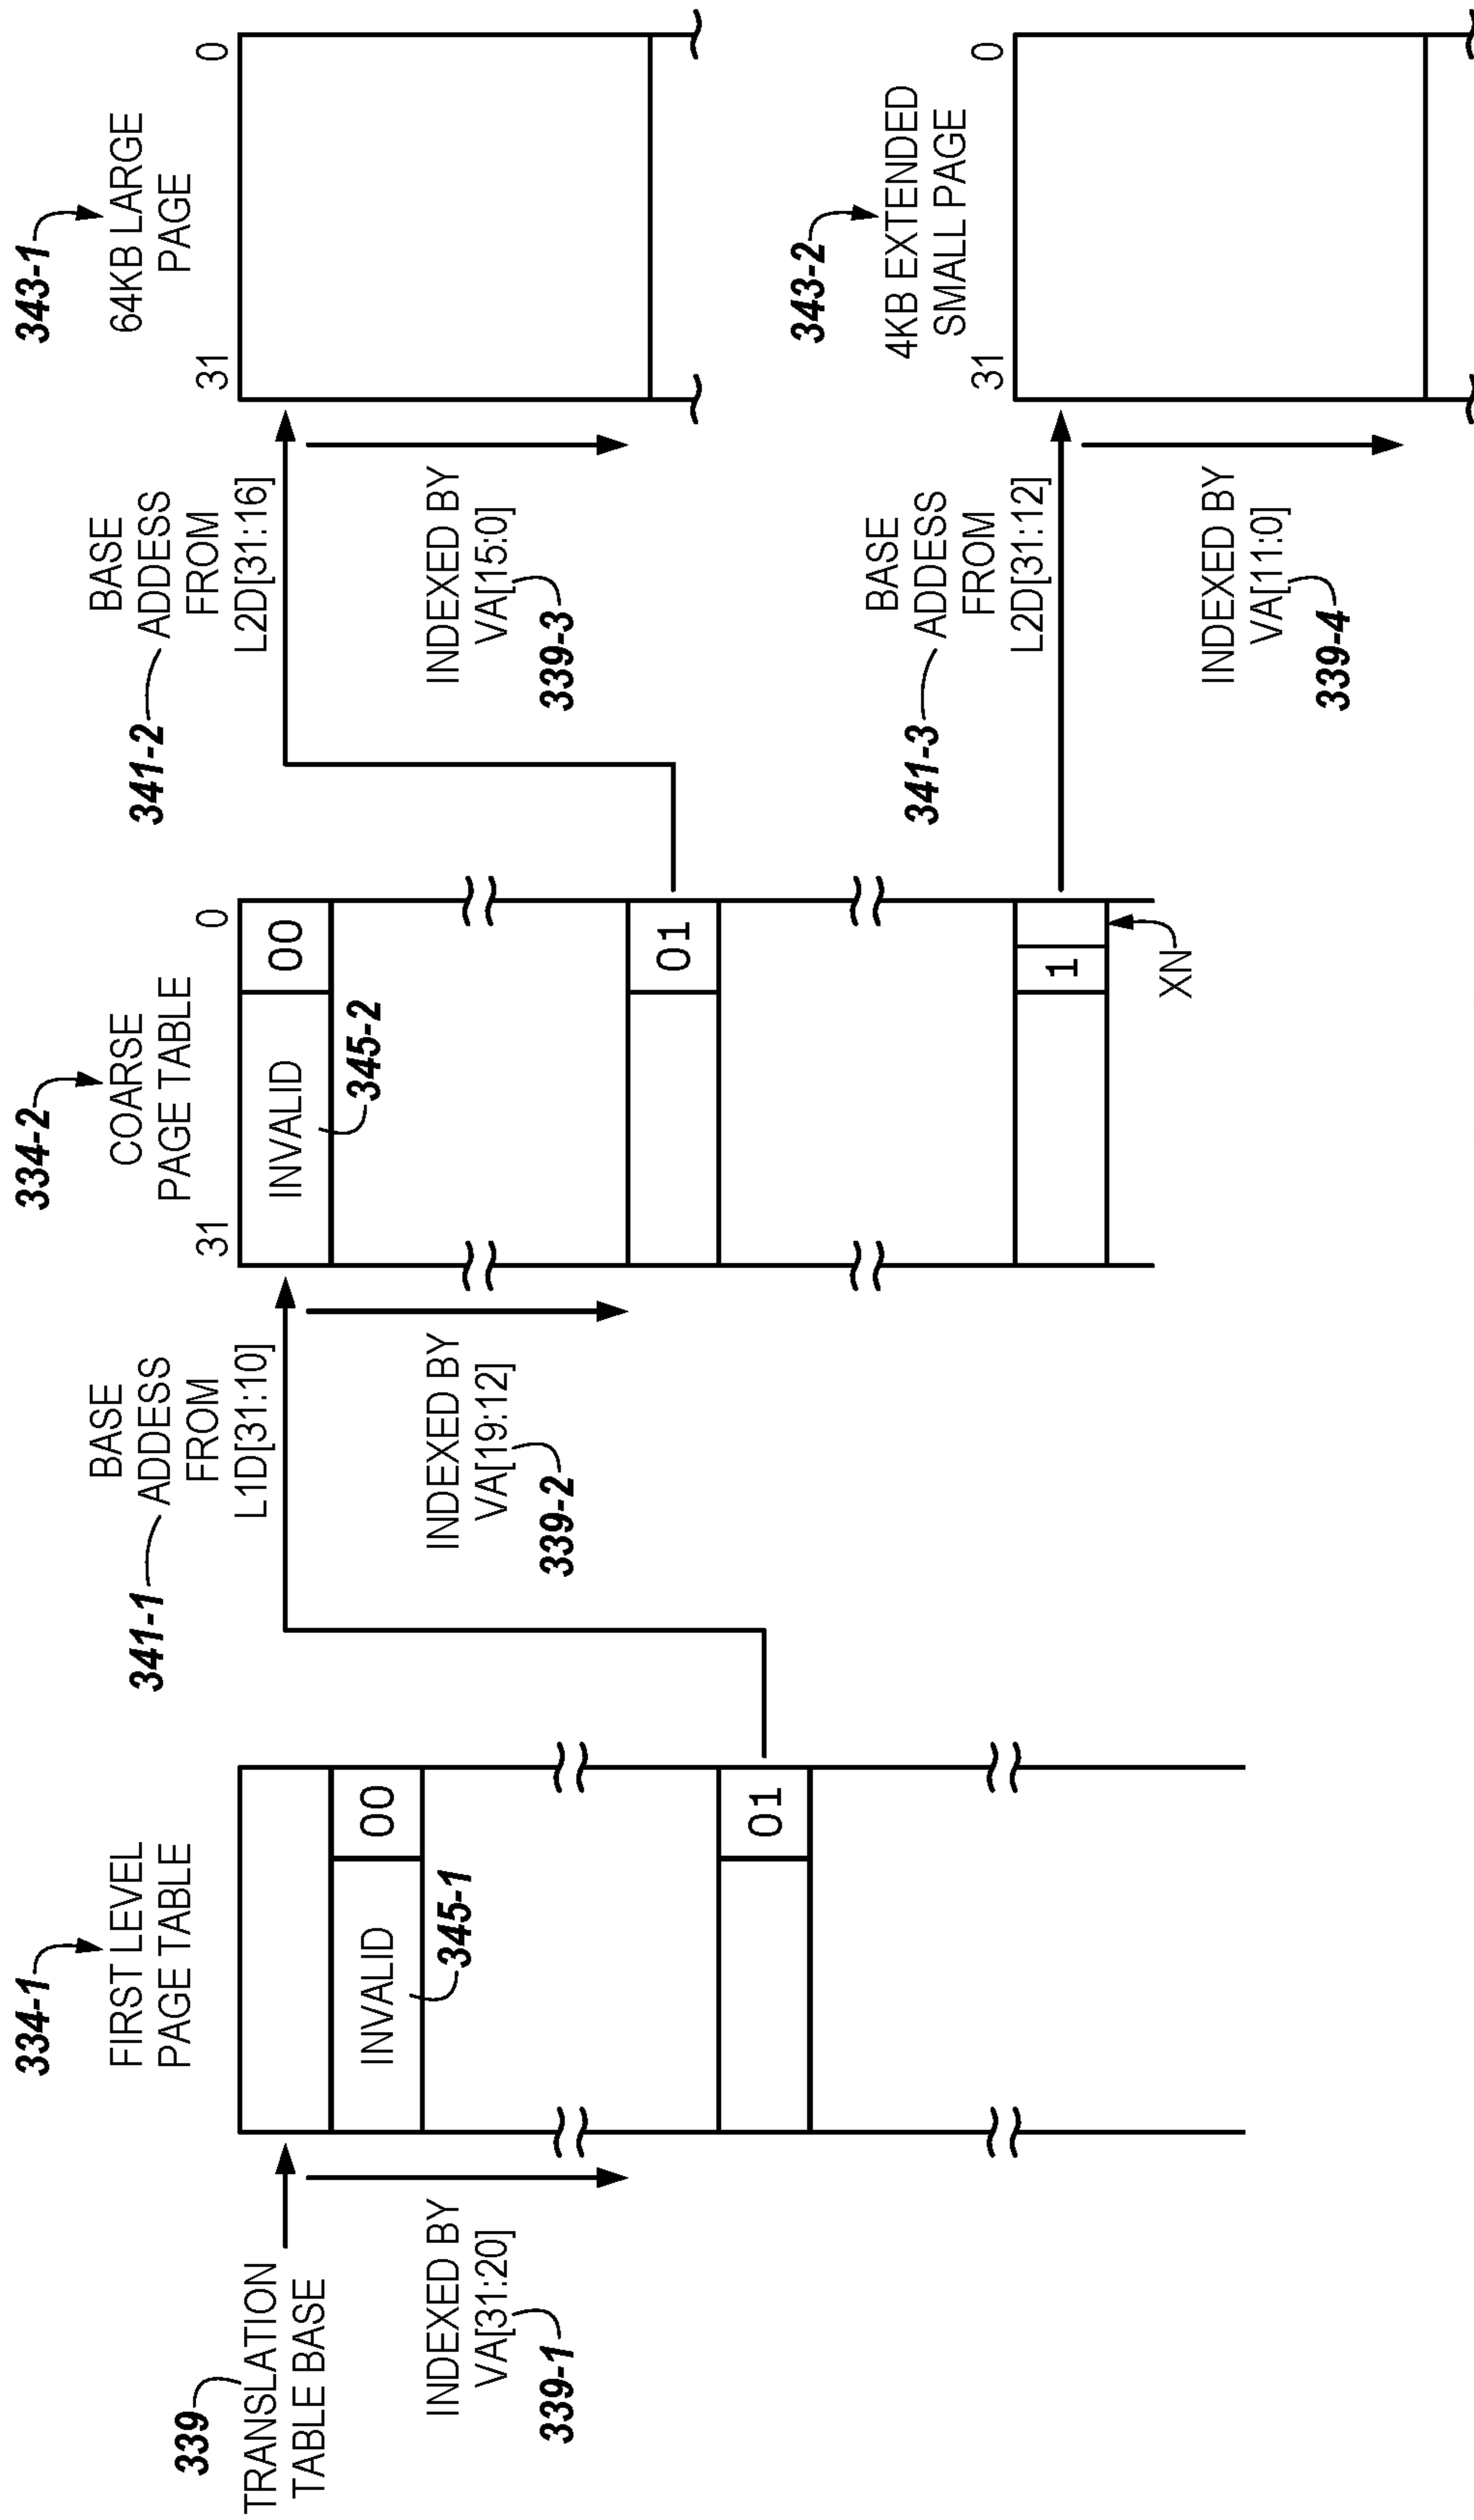 339
TRANSLATION
TABLE BASE
INDEXED BY
VA[31:20]
339-1
334-1
FIRST LEVEL
PAGE TABLE
INVALID
00
345-1
01
341-1
BASE
ADDESS
FROM
L1D[31:10]
INDEXED BY
VA[19:12]
339-2
334-2
COARSE
PAGE TABLE
31
0
INVALID
00
345-2
01
1
XN
341-2
BASE
ADDESS
FROM
L2D[31:16]
INDEXED BY
VA[15:0]
339-3
343-1
64KB LARGE
PAGE
31
0
341-3
BASE
ADDESS
FROM
L2D[31:12]
INDEXED BY
VA[11:0]
339-4
343-2
4KB EXTENDED
SMALL PAGE
31
0